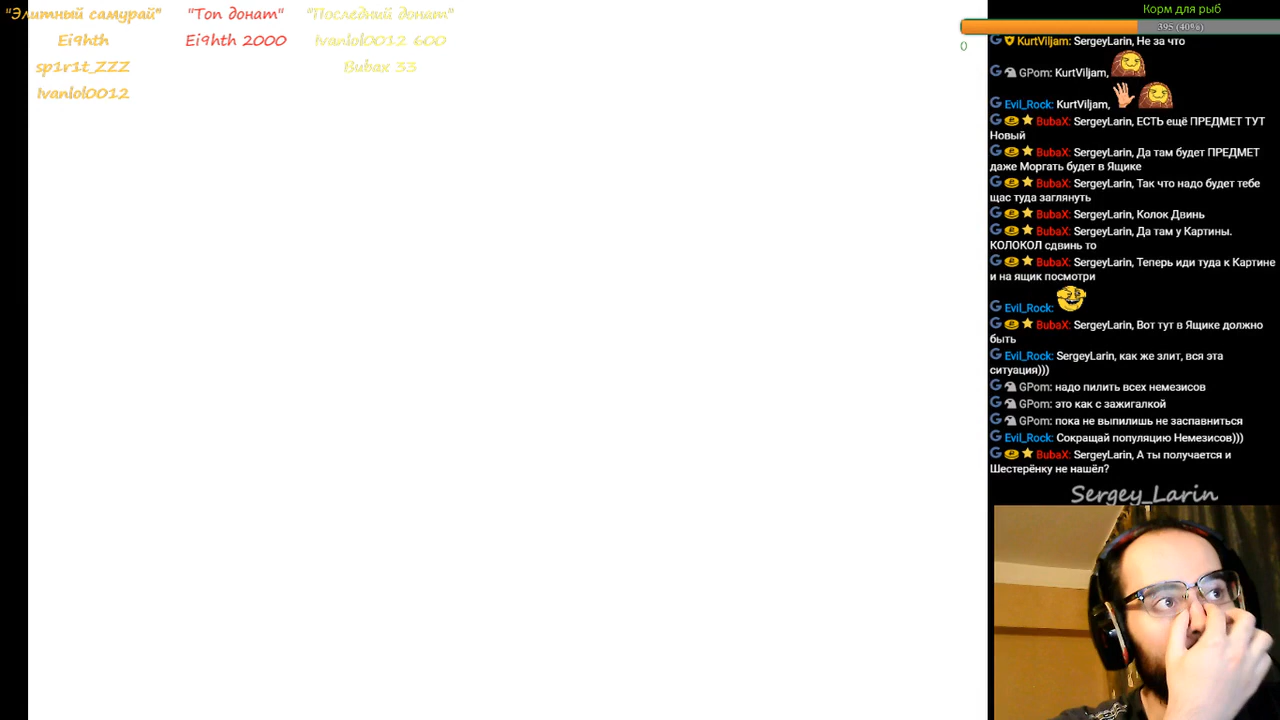 "Элитный самурай"
Ei9hth
sp1r1t_ZZZ
Ivanlol0012
"Топ донат"
Ei9hth 2000
"Последний донат"
Ivanlol0012 600
Bubax 33
Корм для рыб
395 (40%)
0
KurtViljam: SergeyLarin, Не за что
GPom: KurtViljam,
Evil_Rock: KurtViljam,
BubaX: SergeyLarin, ЕСТЬ ещё ПРЕДМЕТ ТУТ
Новый
BubaX: SergeyLarin, Да там будет ПРЕДМЕТ
даже Моргать будет в Ящике
BubaX: SergeyLarin, Так что надо будет тебе
щас туда заглянуть
BubaX: SergeyLarin, Колок Двинь
BubaX: SergeyLarin, Да там у Картины.
КОЛОКОЛ сдвинь то
BubaX: SergeyLarin, Теперь иди туда к Картине
и на ящик посмотри
Evil_Rock:
BubaX: SergeyLarin, Вот тут в Ящике должно
быть
Evil_Rock: SergeyLarin, как же злит, вся эта
ситуация)))
GPom: надо пилить всех немезисов
GPom: это как с зажигалкой
GPom: пока не выпилишь не заспавниться
Evil_Rock: Сокращай популяцию Немезисов)))
BubaX: SergeyLarin, А ты получается и
Шестерёнку не нашёл?
Sergey_Larin